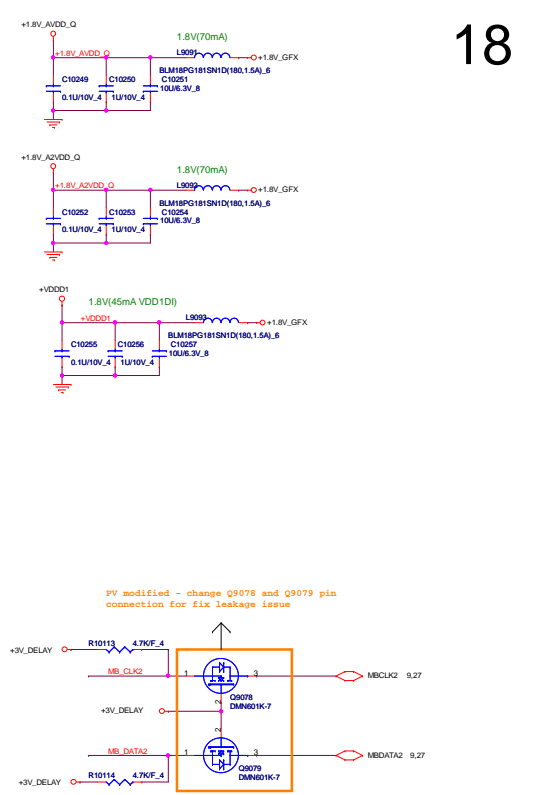 18
+1.8V_AVDD_Q
1.8V(70mA)
+1.8V_AVDD_Q
L9091
+1.8V_GFX
BLM18PG181SN1D(180,1.5A)_6
C10249
C10250
C10251
0.1U/10V_4
1U/10V_4
10U/6.3V_8
+1.8V_A2VDD_Q
1.8V(70mA)
+1.8V_A2VDD_Q
L9092
+1.8V_GFX
BLM18PG181SN1D(180,1.5A)_6
C10252
C10253
C10254
0.1U/10V_4
1U/10V_4
10U/6.3V_8
+VDDD1
1.8V(45mA VDD1DI)
+VDDD1
L9093
+1.8V_GFX
BLM18PG181SN1D(180,1.5A)_6
C10255
C10256
C10257
0.1U/10V_4
1U/10V_4
10U/6.3V_8
PV modified - change Q9078 and Q9079 pin
connection for fix leakage issue
R10113
4.7K/F_4
+3V_DELAY
MB_CLK2
1
3
MBCLK2 9,27
Q9078
DMN601K-7
2
+3V_DELAY
2
MB_DATA2
1
3
MBDATA2 9,27
Q9079
DMN601K-7
R10114
4.7K/F_4
+3V_DELAY